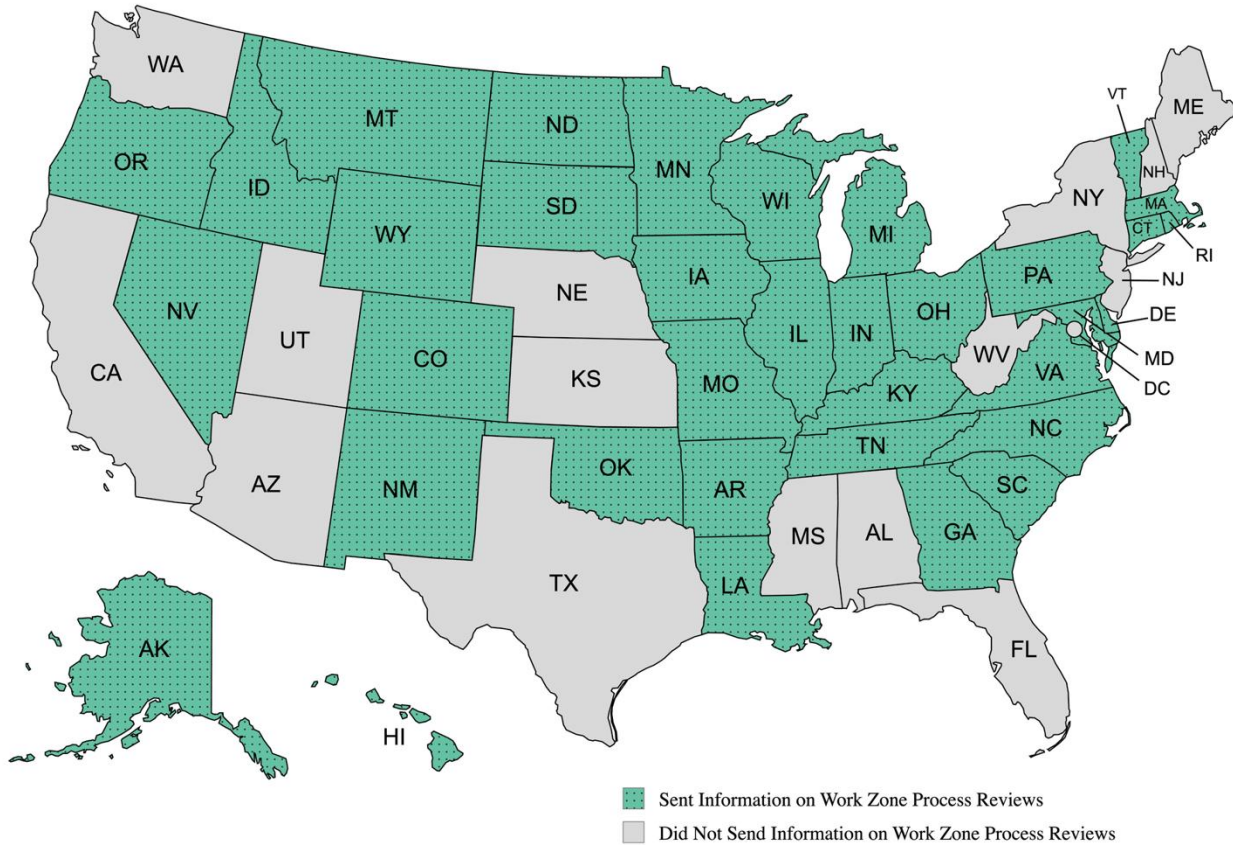 WA
MT
ND
MN
VT
ME
OR
ID
SD
WI
NH
NY
MA
WY
MI
CT
RI
IA
PA
NJ
NE
NV
OH
DE
UT
IL
IN
CO
WV
MD
CA
KS
MO
VA
DC
KY
NC
TN
OK
AZ
NM
AR
SC
MS
AL
GA
TX
LA
AK
FL
HI
Sent Information on Work Zone Process Reviews
Did Not Send Information on Work Zone Process Reviews